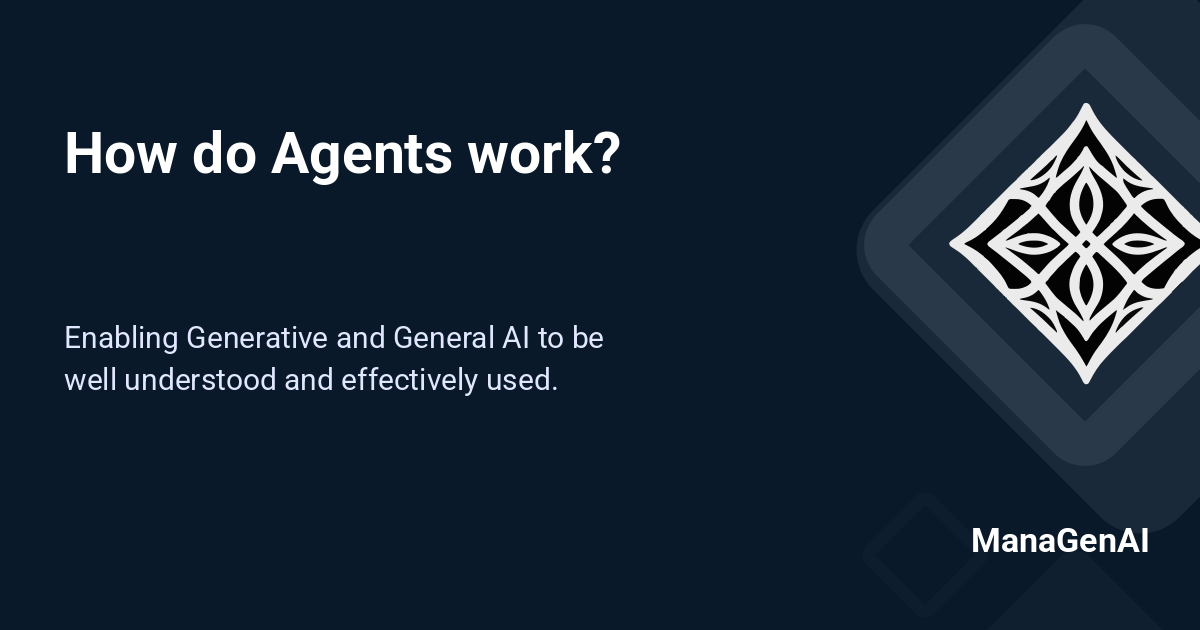 How do Agents work?
Enabling Generative and General AI to be
well understood and effectively used.
ManaGenAI